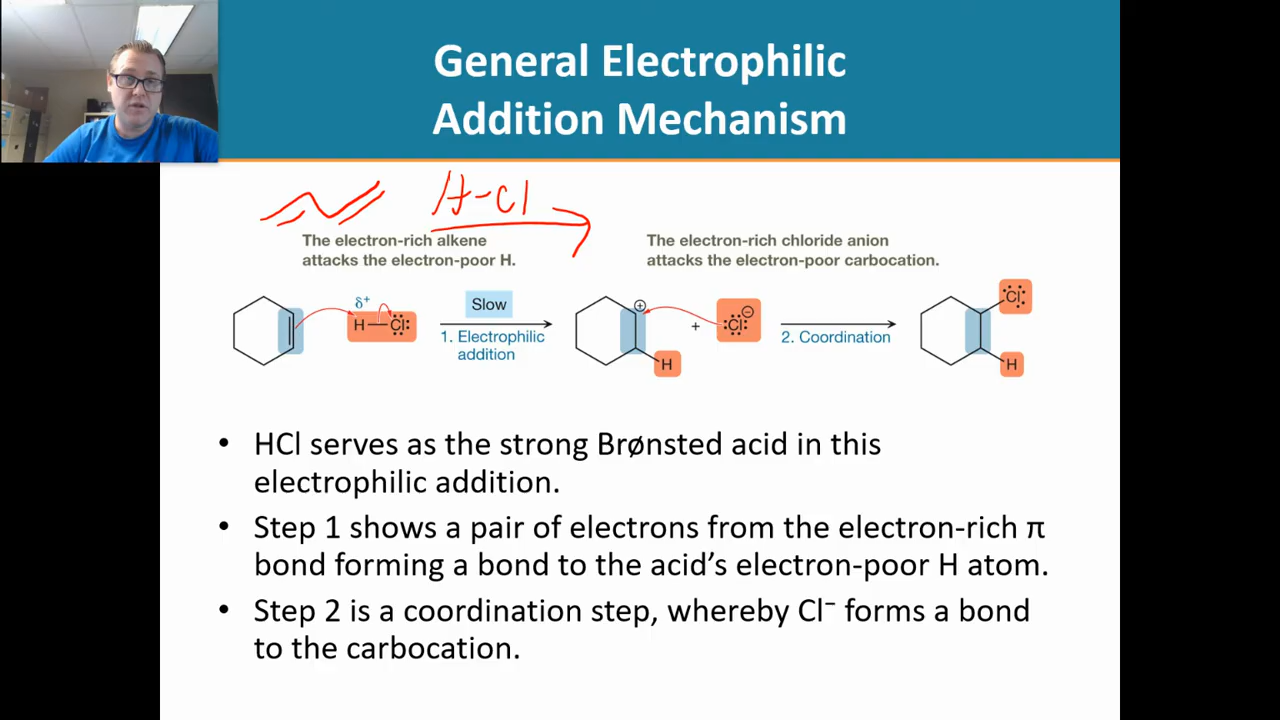 General Electrophilic
Addition Mechanism
H-Cl
The electron-rich alkene
attacks the electron-poor H.
The electron-rich chloride anion
attacks the electron-poor carbocation.
δ⁺
H—Cl:
Slow
1. Electrophilic
addition
⊕
H
+
:Cl:⊖
2. Coordination
:Cl:
H
• HCl serves as the strong Brønsted acid in this
electrophilic addition.
• Step 1 shows a pair of electrons from the electron-rich π
bond forming a bond to the acid’s electron-poor H atom.
• Step 2 is a coordination step, whereby Cl⁻ forms a bond
to the carbocation.